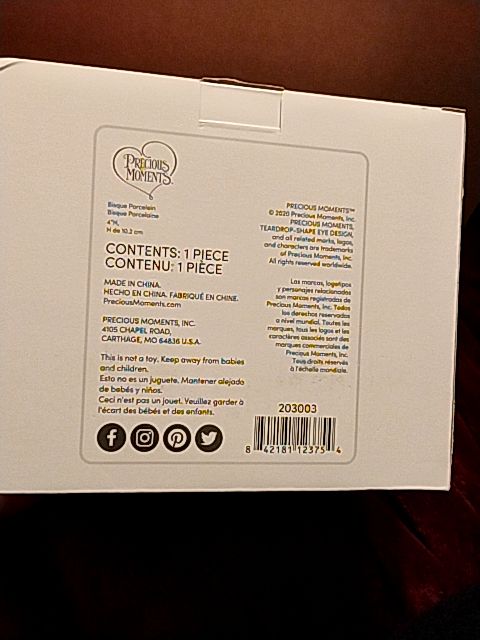 PRECIOUS
MOMENTS
Bisque Porcelain
Bisque Porcelaine
4"H.
H de 10.2 cm
CONTENTS: 1 PIECE
CONTENU: 1 PIÈCE
MADE IN CHINA.
HECHO EN CHINA. FABRIQUÉ EN CHINE.
PreciousMoments.com
PRECIOUS MOMENTS, INC.
4105 CHAPEL ROAD,
CARTHAGE, MO 64836 U.S.A.
This is not a toy. Keep away from babies
and children.
Esto no es un juguete. Mantener alejado
de bebés y niños.
Ceci n'est pas un jouet. Veuillez garder à
l'écart des bébés et des enfants.
PRECIOUS MOMENTS™
© 2020 Precious Moments, Inc.
PRECIOUS MOMENTS,
TEARDROP-SHAPE EYE DESIGN,
and all related marks, logos,
and characters are trademarks
of Precious Moments, Inc.
All rights reserved worldwide.
Las marcas, logotipos
y personajes relacionados
son marcas registradas de
Precious Moments, Inc. Todos
los derechos reservados
a nivel mundial. Toutes les
marques, tous les logos et les
caractères associés sont des
marques commerciales de
Precious Moments, Inc.
Tous droits réservés
à l'échelle mondiale.
203003
8 42181 12375 4